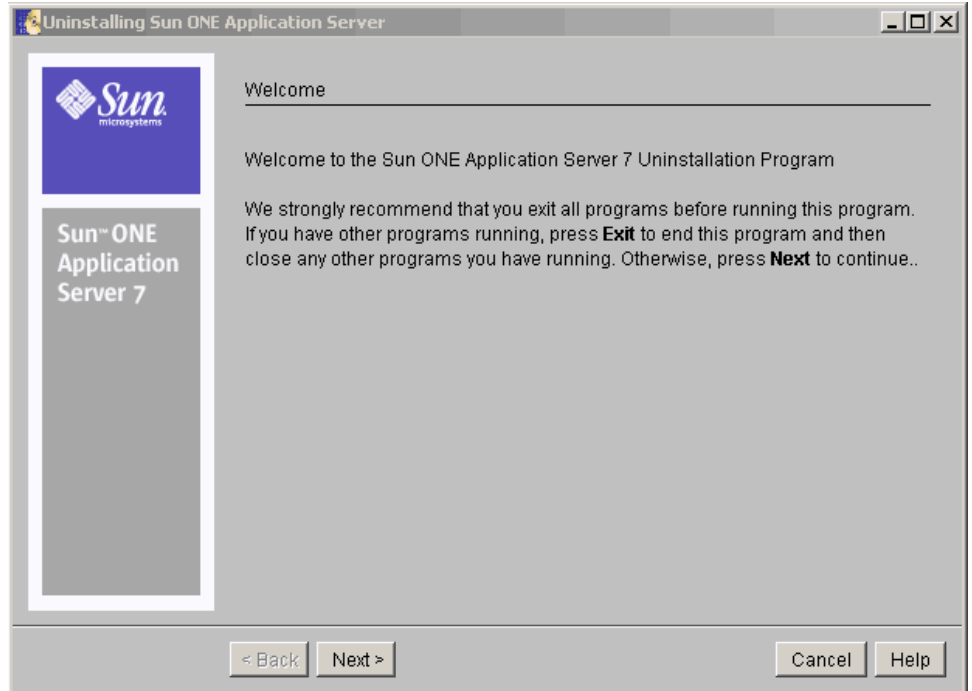 Uninstalling Sun ONE Application Server
Sun
microsystems
Sun™ ONE
Application
Server 7
Welcome
Welcome to the Sun ONE Application Server 7 Uninstallation Program
We strongly recommend that you exit all programs before running this program.
If you have other programs running, press Exit to end this program and then
close any other programs you have running. Otherwise, press Next to continue..
< Back
Next >
Cancel
Help